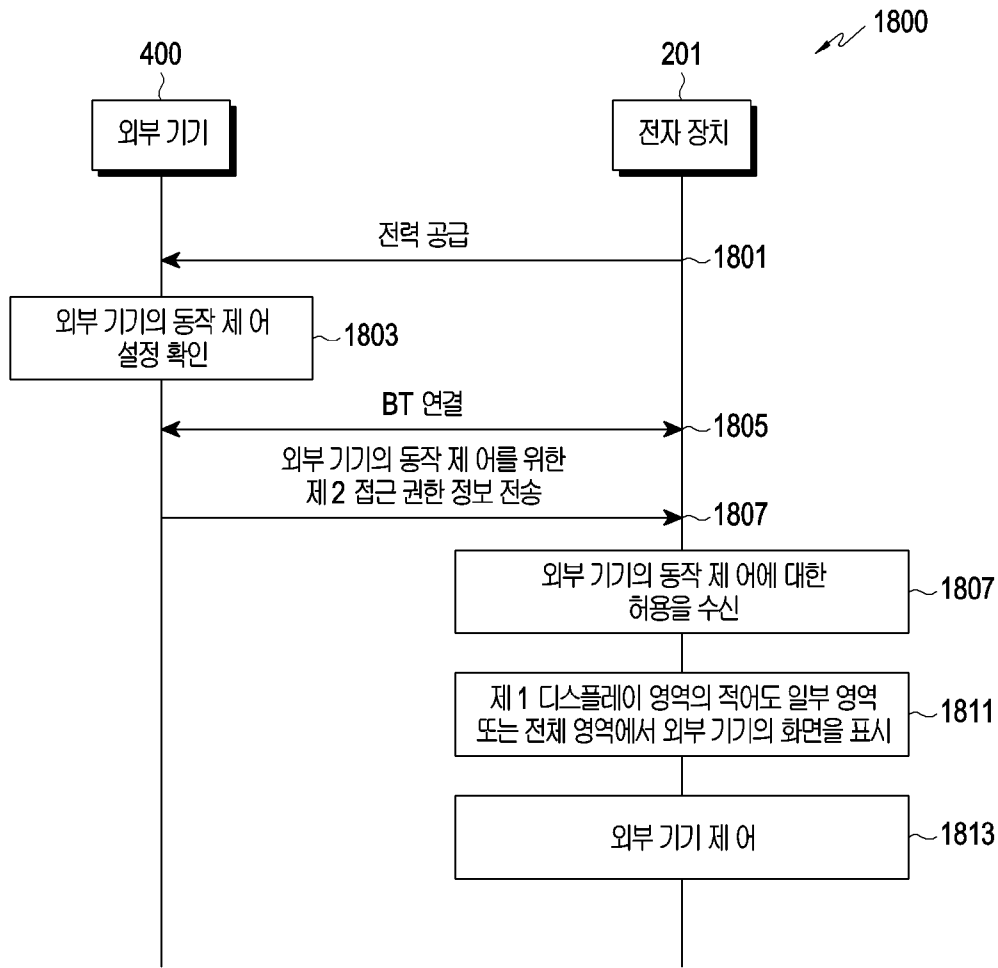 1800
400
201
외부 기기
전자 장치
전력 공급
1801
외부 기기의 동작 제 어
설정 확인
1803
BT 연결
1805
외부 기기의 동작 제 어를 위한
제 2 접근 권한 정보 전송
1807
외부 기기의 동작 제 어에 대한
허용을 수신
1807
제 1 디스플레이 영역의 적어도 일부 영역
또는 전체 영역에서 외부 기기의 화면을 표시
1811
외부 기기 제 어
1813